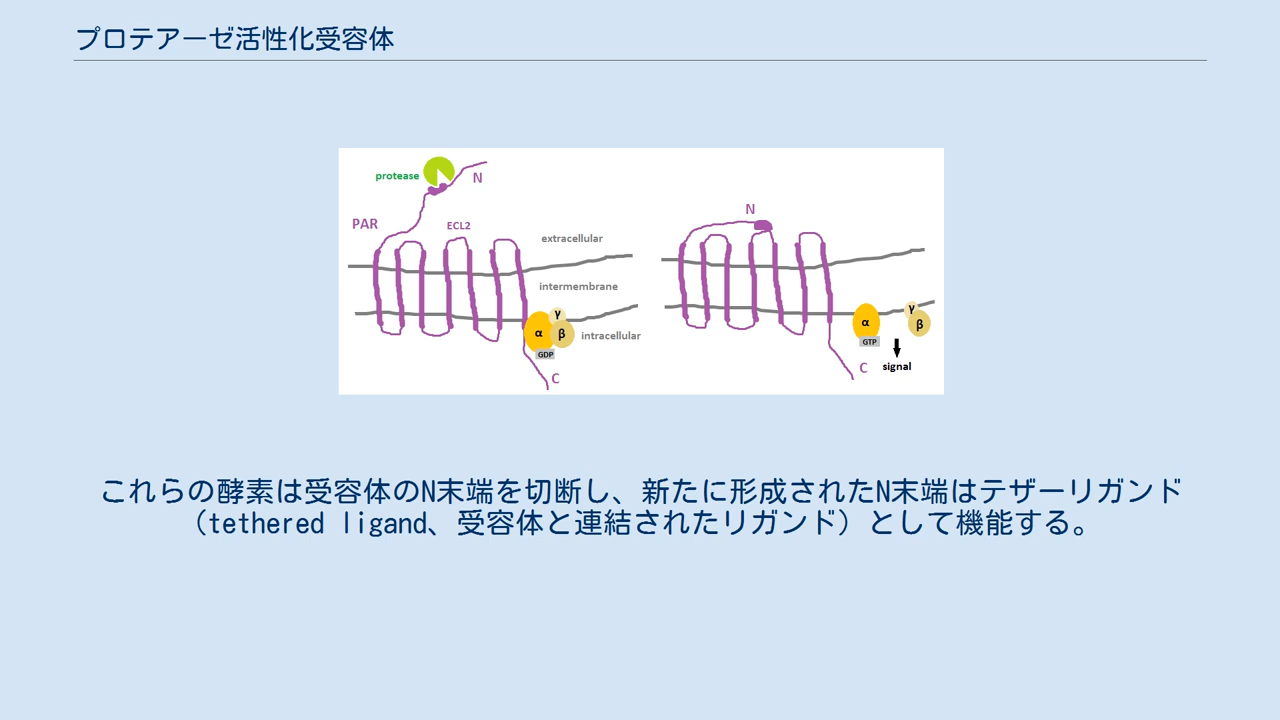 プロテアーゼ活性化受容体
protease
N
PAR
ECL2
extracellular
intermembrane
intracellular
α
γ
β
GDP
C
N
α
γ
β
GTP
C
signal
これらの酵素は受容体のN末端を切断し、新たに形成されたN末端はテザーリガンド
（tethered ligand、受容体と連結されたリガンド）として機能する。